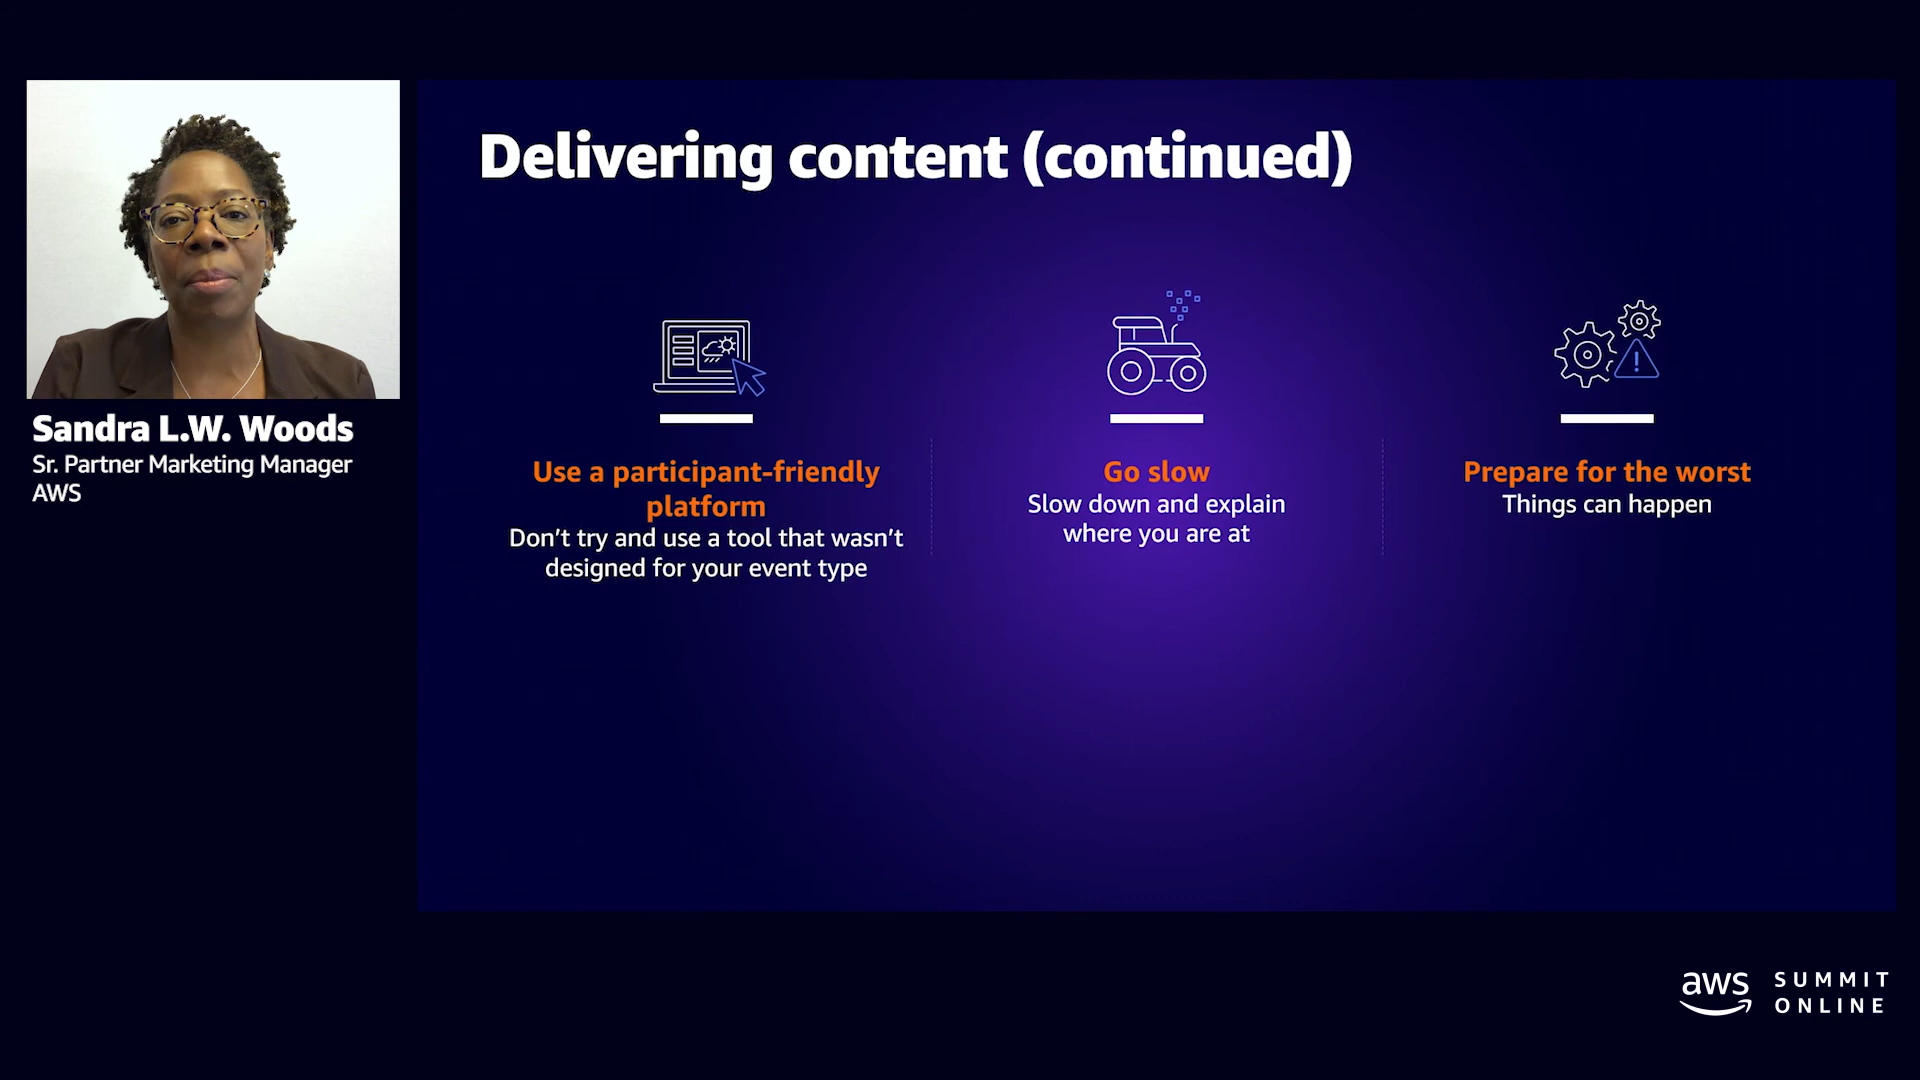 Delivering content (continued)
Sandra L.W. Woods
Sr. Partner Marketing Manager
AWS
Use a participant-friendly
platform
Don't try and use a tool that wasn't
designed for your event type
Go slow
Slow down and explain
where you are at
Prepare for the worst
Things can happen
aws SUMMIT
ONLINE